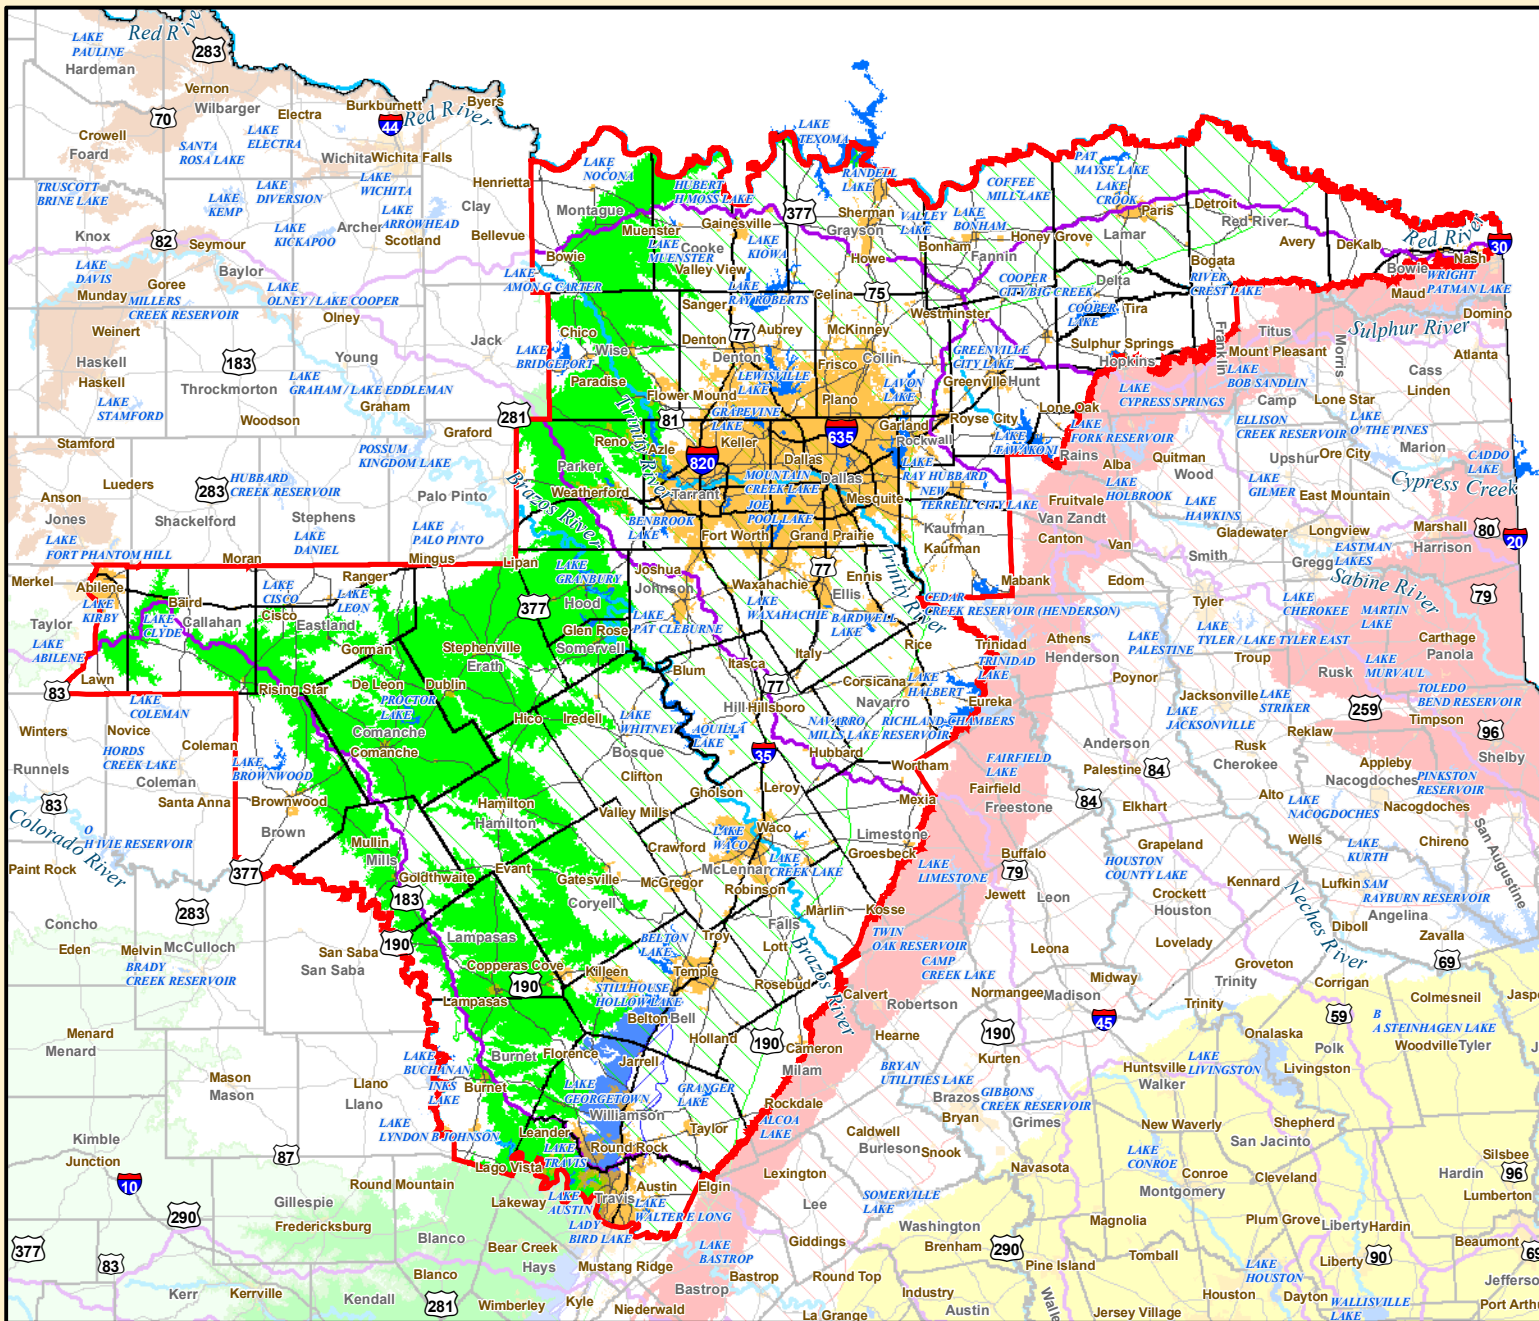 Red River
LAKE
PAULINE
Hardeman
283
Vernon
Wilbarger
Electra
Burkburnett
Byers
Red River
70
44
Crowell
Foard
SANTA
ROSA LAKE
LAKE
ELECTRA
Wichita
Wichita Falls
LAKE
WICHITA
Henrietta
TRUSCOTT
BRINE LAKE
LAKE
KEMP
LAKE
DIVERSION
LAKE
ARROWHEAD
Clay
Knox
82
Seymour
LAKE
KICKAPOO
Archer
Scotland
Bellevue
LAKE
DAVIS
Baylor
Goree
Munday
MILLERS
CREEK RESERVOIR
LAKE
OLNEY / LAKE COOPER
Olney
Weinert
Haskell
183
Young
Jack
Throckmorton
Haskell
LAKE
STAMFORD
LAKE
GRAHAM / LAKE EDDLEMAN
Graham
Woodson
281
Graford
Stamford
POSSUM
KINGDOM LAKE
Lueders
Anson
283
HUBBARD
CREEK RESERVOIR
Palo Pinto
Jones
Shackelford
Stephens
LAKE
DANIEL
LAKE
PALO PINTO
LAKE
FORT PHANTOM HILL
Moran
Mingus
LAKE
TEXOMA
LAKE
NOCONA
HUBERT
H MOSS LAKE
RANDELL
LAKE
Montague
377
Sherman
Grayson
VALLEY
LAKE
Muenster
Gainesville
LAKE
MUENSTER
Cooke
LAKE
KIOWA
Bowie
Valley View
Howe
LAKE
AMON G CARTER
LAKE
RAY ROBERTS
Sanger
Celina
75
COFFEE
MILL LAKE
PAT
MAYSE LAKE
LAKE
CROOK
LAKE
BONHAM
Bonham
Honey Grove
Fannin
Paris
Lamar
Detroit
Red River
Avery
DeKalb
Red River
30
Nash
Bowie
WRIGHT
PATMAN LAKE
Bogata
RIVER
CREST LAKE
Delta
COOPER
CITY/BIG CREEK
COOPER
LAKE
Tira
Maud
Domino
Westminster
Titus
Sulphur River
Chico
Wise
77
Aubrey
McKinney
Denton
Denton
Collin
Frisco
LAKE
BRIDGEPORT
Paradise
LEWISVILLE
LAKE
LAVON
LAKE
GREENVILLE
CITY LAKE
Greenville
Hunt
Sulphur Springs
Hopkins
Franklin
Mount Pleasant
Morris
Atlanta
Cass
Linden
LAKE
BOB SANDLIN
Camp
LAKE
CYPRESS SPRINGS
Lone Star
Flower Mound
Plano
GRAPEVINE
LAKE
81
635
Garland
Rockwall
Royse City
Lone Oak
LAKE
TAWAKONI
Rains
LAKE
FORK RESERVOIR
ELLISON
CREEK RESERVOIR
LAKE
O' THE PINES
Marion
Trinity River
Reno
Azle
Keller
820
Dallas
Dallas
Parker
Brazos River
Weatherford
Tarrant
MOUNTAIN
CREEK LAKE
JOE
POOL LAKE
Mesquite
LAKE
RAY HUBBARD
NEW
TERRELL CITY LAKE
Alba
Quitman
Wood
LAKE
HOLBROOK
LAKE
HAWKINS
Upshur
Ore City
CADDO
LAKE
Cypress Creek
LAKE
GILMER
East Mountain
BENBROOK
LAKE
Fort Worth
Grand Prairie
Kaufman
Kaufman
Fruitvale
Van Zandt
Canton
Van
Gladewater
Longview
Marshall
Harrison
80
20
Smith
Gregg
EASTMAN
LAKES
Sabine River
79
Merkel
Abilene
LAKE
KIRBY
Baird
LAKE
CLYDE
Callahan
LAKE
CISCO
Cisco
Ranger
LAKE
LEON
Eastland
Taylor
LAKE
ABILENE
Lawn
83
Gorman
Lipan
LAKE
GRANBURY
377
Hood
Glen Rose
Somervell
Joshua
Johnson
Waxahachie
77
Ennis
Ellis
LAKE
PAT CLEBURNE
LAKE
WAXAHACHIE
BARDWELL
LAKE
Trinity River
CEDAR
CREEK RESERVOIR (HENDERSON)
Mabank
Edom
Tyler
LAKE
CHEROKEE
MARTIN
LAKE
Athens
Henderson
LAKE
PALESTINE
LAKE
TYLER / LAKE TYLER EAST
Troup
Rusk
Carthage
Panola
LAKE
MURVAUL
Stephenville
Erath
Rising Star
De Leon
Dublin
PROCTOR
LAKE
Comanche
Comanche
Hico
Iredell
Blum
Itasca
Italy
77
Hill
Hillsboro
Rice
Trinidad
TRINIDAD
LAKE
Corsicana
LAKE
HALBERT
Eureka
Navarro
NAVARRO
MILLS LAKE
RICHLAND-CHAMBERS
RESERVOIR
Poynor
Jacksonville
LAKE
JACKSONVILLE
LAKE
STRIKER
259
TOLEDO
BEND RESERVOIR
Timpson
96
Reklaw
Rusk
Cherokee
Shelby
LAKE
COLEMAN
Winters
Novice
HORDS
CREEK LAKE
Coleman
LAKE
BROWNWOOD
Runnels
Coleman
Santa Anna
Brownwood
83
Brown
Colorado River
O
H IVIE RESERVOIR
Paint Rock
377
Mullin
Mills
Goldthwaite
183
LAKE
WHITNEY
Bosque
AQUILLA
LAKE
35
Hubbard
Clifton
Gholson
Leroy
Wortham
Mexia
FAIRFIELD
LAKE
Fairfield
Freestone
Anderson
Palestine
84
84
Elkhart
Appleby
Nacogdoches
PINKSTON
RESERVOIR
Alto
LAKE
NACOGDOCHES
Nacogdoches
Hamilton
Hamilton
Valley Mills
LAKE
WACO
Waco
McLennan
Crawford
Evant
Gatesville
Coryell
McGregor
Robinson
LAKE
CREEK LAKE
Limestone
Groesbeck
LAKE
LIMESTONE
Buffalo
79
Jewett
Leon
HOUSTON
COUNTY LAKE
Grapeland
Crockett
Houston
Wells
Kennard
LAKE
KURTH
Chireno
San Augustine
Lufkin
SAM
RAYBURN RESERVOIR
Angelina
Diboll
Zavalla
Neches River
Concho
Eden
283
Melvin
McCulloch
BRADY
CREEK RESERVOIR
San Saba
San Saba
190
Lampasas
Copperas Cove
190
Lampasas
Killeen
BELTON
LAKE
Troy
Temple
STILLHOUSE
HOLLOW LAKE
Belton
Bell
Marlin
Falls
Lott
Rosebud
Brazos River
Kosse
TWIN
OAK RESERVOIR
CAMP
CREEK LAKE
Calvert
Robertson
Leona
Normangee
Madison
Midway
Lovelady
Groveton
Trinity
Trinity
69
Corrigan
Colmesneil
59
B
A STEINHAGEN LAKE
Woodville
Tyler
Menard
Menard
Mason
Mason
Llano
Llano
LAKE
BUCHANAN
INKS
LAKE
Burnet
Burnet
Florence
Jarrell
Holland
190
Cameron
Milam
Hearne
190
45
Kurten
BRYAN
UTILITIES LAKE
GIBBONS
CREEK RESERVOIR
Brazos
Bryan
Grimes
Huntsville
Walker
Onalaska
Polk
LAKE
LIVINGSTON
Livingston
Kimble
Junction
10
87
LAKE
LYNDON B JOHNSON
LAKE
GEORGETOWN
Williamson
GRANGER
LAKE
Leander
LAKE
TRAVIS
Round Rock
Taylor
Rockdale
ALCOA
LAKE
Caldwell
Burleson
Snook
Lexington
Lee
Navasota
New Waverly
San Jacinto
Shepherd
LAKE
CONROE
Conroe
Montgomery
Cleveland
Silsbee
Hardin
96
Lumberton
Lago Vista
Round Mountain
Lakeway
Gillespie
290
Fredericksburg
LAKE
AUSTIN
LADY
BIRD LAKE
Travis
Austin
LAKE
WALTER E LONG
Elgin
SOMERVILLE
LAKE
Washington
Brenham
290
Magnolia
Plum Grove
Liberty
Hardin
Tomball
Pine Island
Liberty
90
Beaumont
377
83
Blanco
Bear Creek
Hays
Mustang Ridge
Blanco
LAKE
BASTROP
Bastrop
Bastrop
Giddings
Round Top
Industry
Austin
LAKE
HOUSTON
Houston
Dayton
WALLISVILLE
LAKE
Kerr
Kerrville
Kendall
281
Wimberley
Kyle
Niederwald
La Grange
Jersey Village